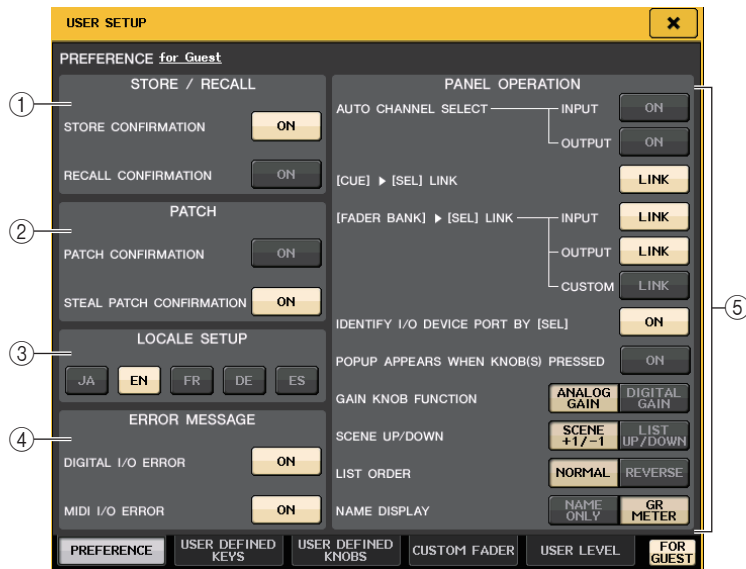 USER SETUP
PREFERENCE for Guest
STORE / RECALL
① STORE CONFIRMATION ON
RECALL CONFIRMATION ON
PATCH
② PATCH CONFIRMATION ON
STEAL PATCH CONFIRMATION ON
LOCALE SETUP
③ JA EN FR DE ES
ERROR MESSAGE
④ DIGITAL I/O ERROR ON
MIDI I/O ERROR ON
PANEL OPERATION
AUTO CHANNEL SELECT INPUT ON
OUTPUT ON
[CUE] ▶ [SEL] LINK LINK
[FADER BANK] ▶ [SEL] LINK INPUT LINK
OUTPUT LINK
CUSTOM LINK
⑤
IDENTIFY I/O DEVICE PORT BY [SEL] ON
POPUP APPEARS WHEN KNOB(S) PRESSED ON
GAIN KNOB FUNCTION ANALOG GAIN DIGITAL GAIN
SCENE UP/DOWN SCENE +1/-1 LIST UP/DOWN
LIST ORDER NORMAL REVERSE
NAME DISPLAY NAME ONLY GR METER
PREFERENCE USER DEFINED KEYS USER DEFINED KNOBS CUSTOM FADER USER LEVEL FOR GUEST